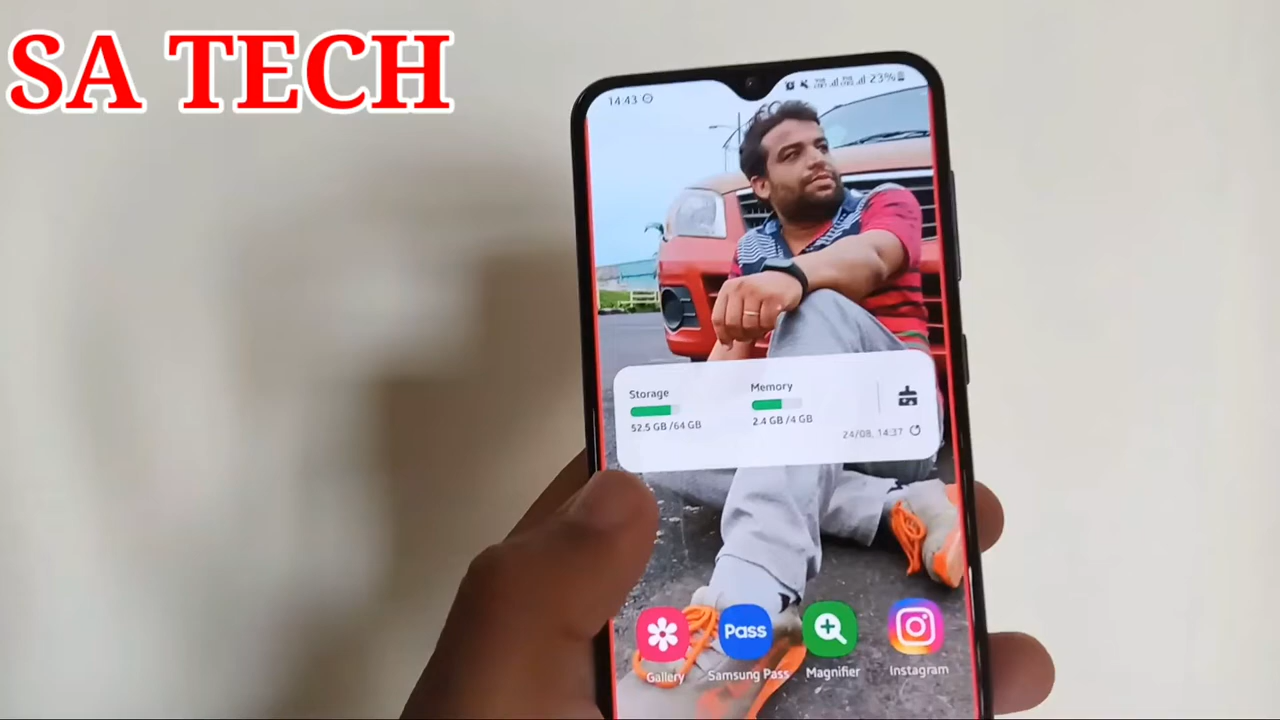 SA TECH
14:43
23%
Storage
Memory
52.5 GB /64 GB
2.4 GB /4 GB
24/08, 14:37
Pass
Gallery
Samsung Pass
Magnifier
Instagram